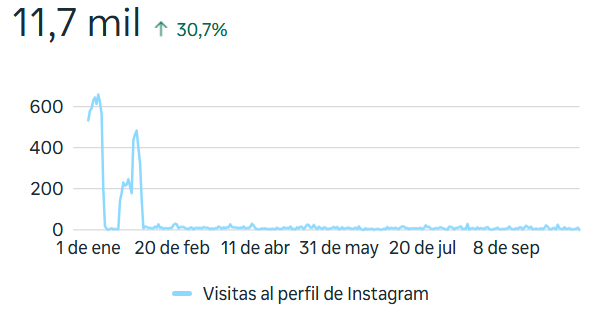 11,7 mil ↑ 30,7%
600
400
200
0
1 de ene 20 de feb 11 de abr 31 de may 20 de jul 8 de sep
Visitas al perfil de Instagram